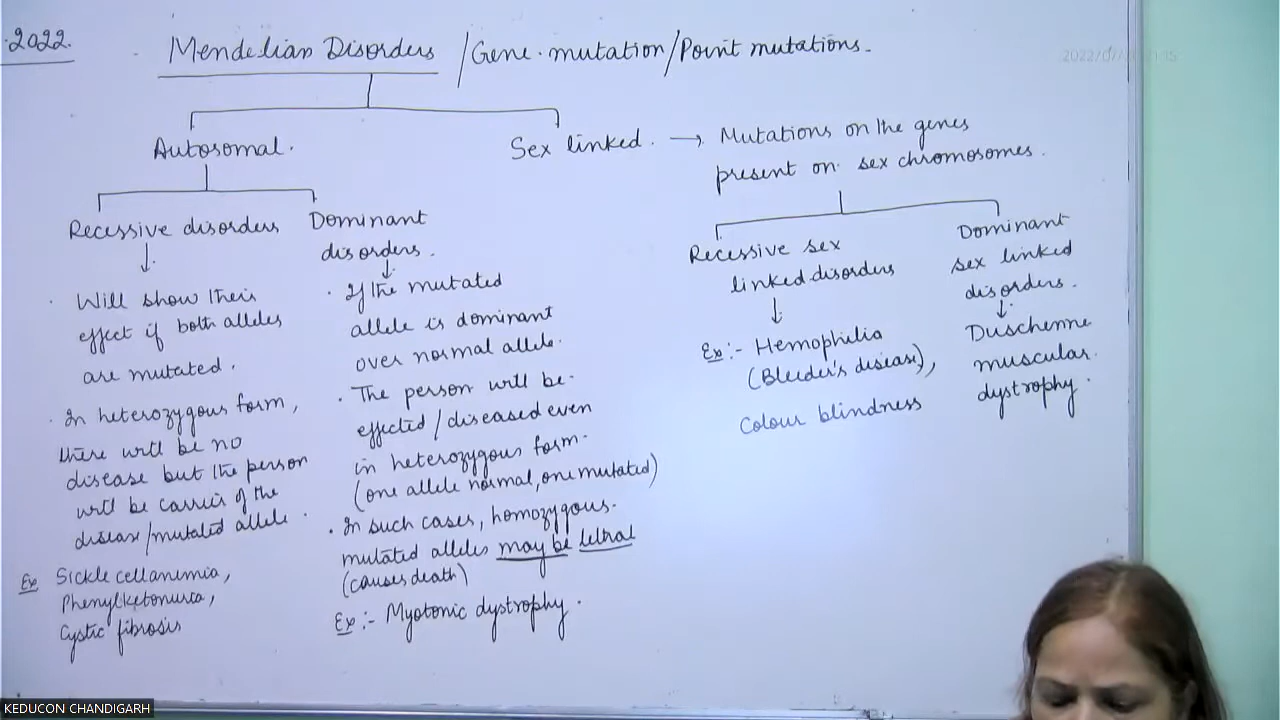 .2022.
Mendelian Disorders /Gene mutation/Point mutations.
Autosomal.
Sex linked. → Mutations on the genes
present on sex chromosomes.
Recessive disorders
↓
· Will show their
effect if both alleles
are mutated.
· In heterozygous form,
there will be no
disease but the person
will be carrier of the
disease/mutated allele.
Ex Sickle cell anemia,
Phenylketonurea,
Cystic fibrosis
Dominant
disorders.
↓
· If the mutated
allele is dominant
over normal allele.
· The person will be
effected/diseased even
in heterozygous form.
(one allele normal, one mutated)
· In such cases, homozygous
mutated alleles may be lethal
(causes death)
Ex:- Myotonic dystrophy.
Recessive sex
linked disorders
↓
Ex:- Hemophilia
(Bleeder's disease),
Colour blindness
Dominant
sex linked
disorders.
↓
Duschenne
muscular
dystrophy.
KEDUCON CHANDIGARH